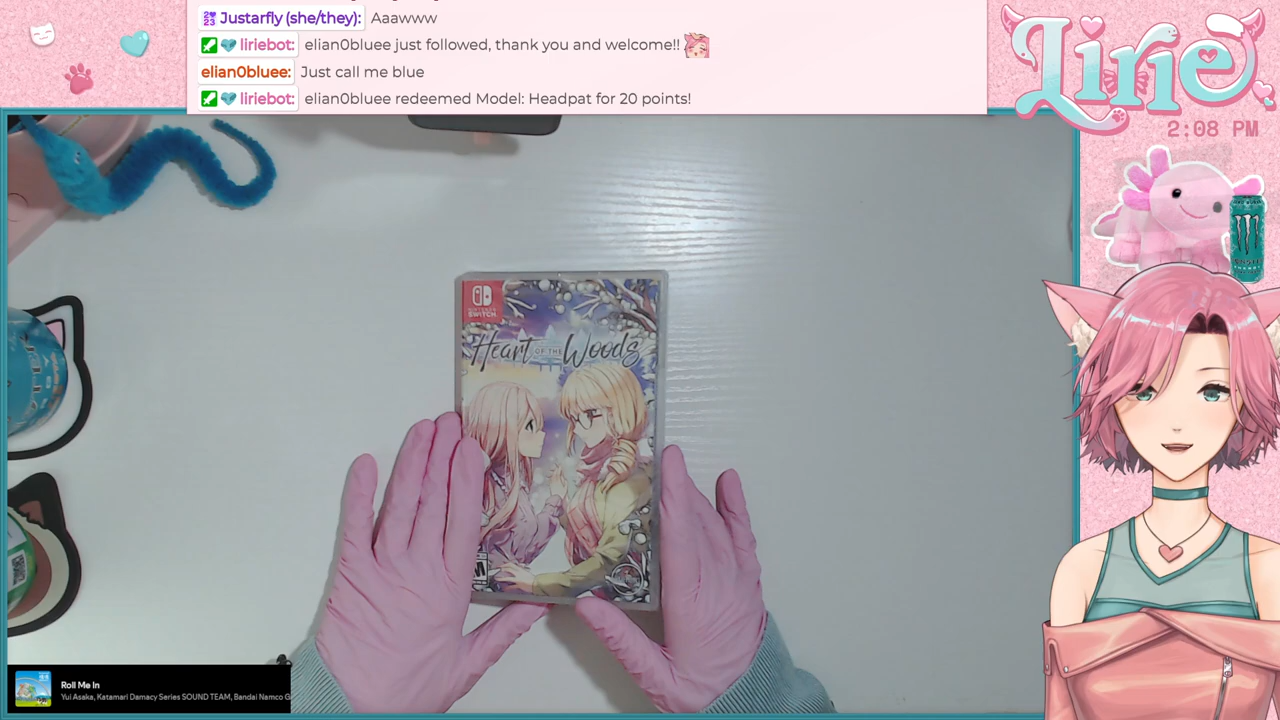 Justarfly (she/they): Aaawww
liriebot: elian0bluee just followed, thank you and welcome!!
elian0bluee: Just call me blue
liriebot: elian0bluee redeemed Model: Headpat for 20 points!
Lirie
2:08 PM
NINTENDO
SWITCH
Heart OF THE Woods
M
Roll Me In
Yui Asaka, Katamari Damacy Series SOUND TEAM, Bandai Namco G